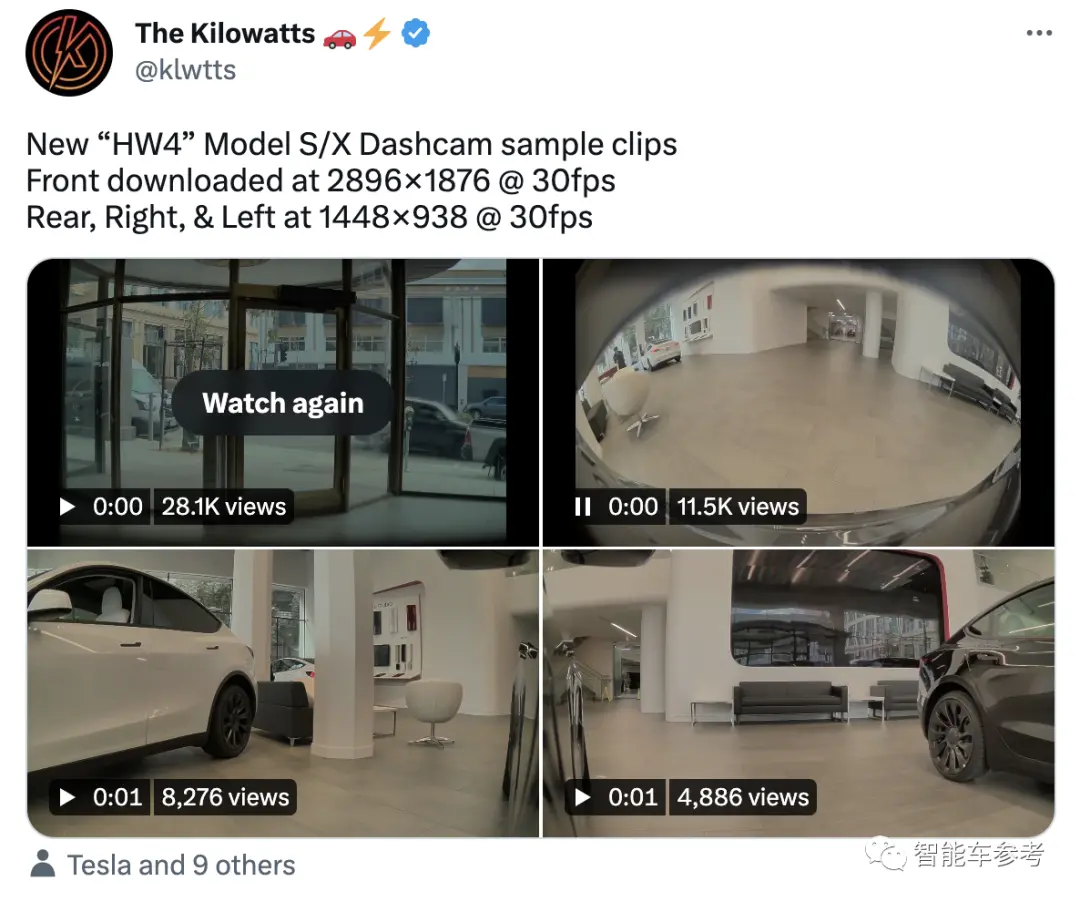 The Kilowatts 🚗⚡
@klwtts
New “HW4” Model S/X Dashcam sample clips
Front downloaded at 2896×1876 @ 30fps
Rear, Right, & Left at 1448×938 @ 30fps
Watch again
0:00 28.1K views
0:00 11.5K views
0:01 8,276 views
0:01 4,886 views
Tesla and 9 others
智能车参考